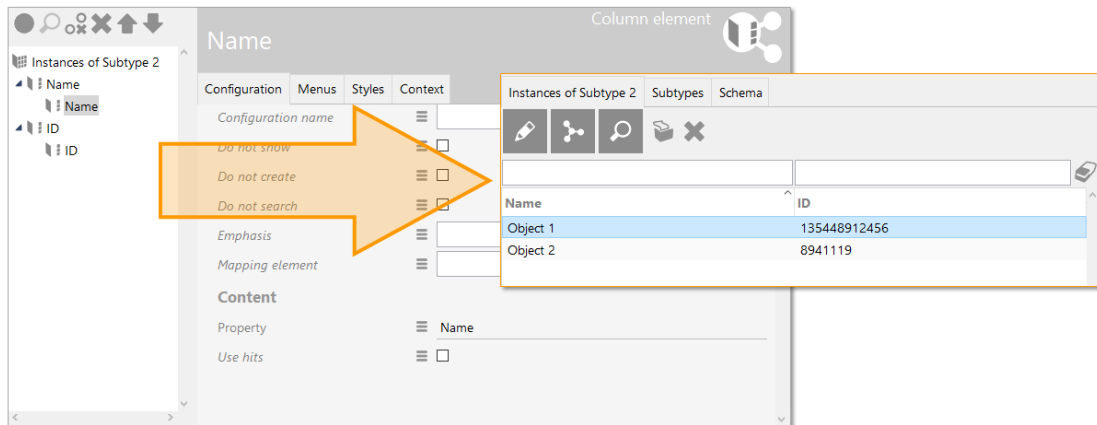 Column element
Name
Instances of Subtype 2
Name
Name
ID
ID
Configuration Menus Styles Context
Configuration name
Do not show
Do not create
Do not search
Emphasis
Mapping element
Content
Property Name
Use hits
Instances of Subtype 2 Subtypes Schema
Name ID
Object 1 135448912456
Object 2 8941119